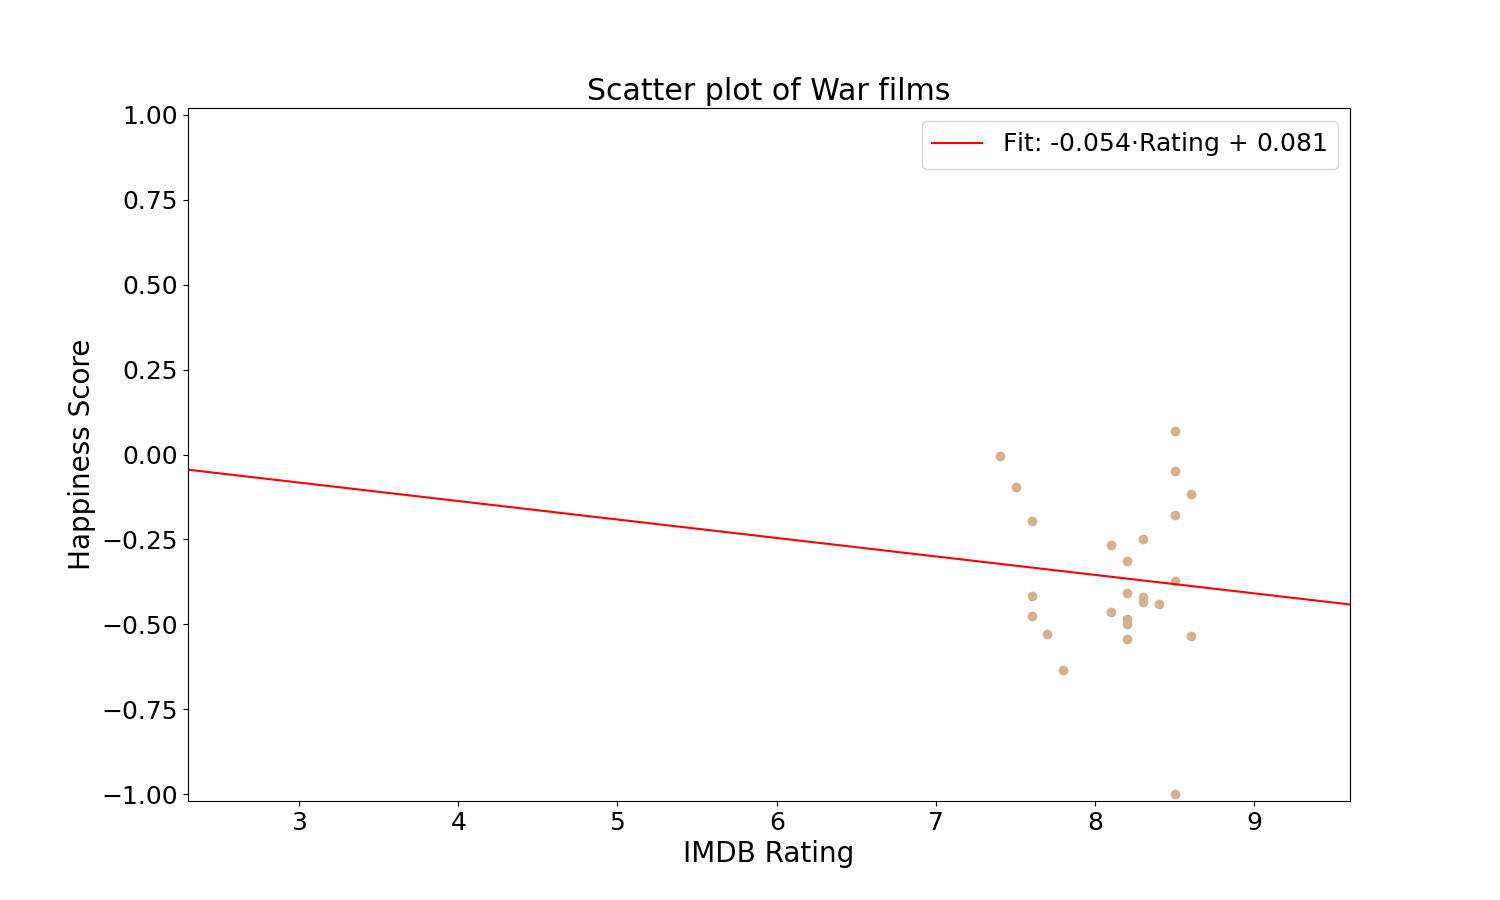 Scatter plot of War films
Fit: -0.054·Rating + 0.081
Happiness Score
1.00
0.75
0.50
0.25
0.00
−0.25
−0.50
−0.75
−1.00
3 4 5 6 7 8 9
IMDB Rating